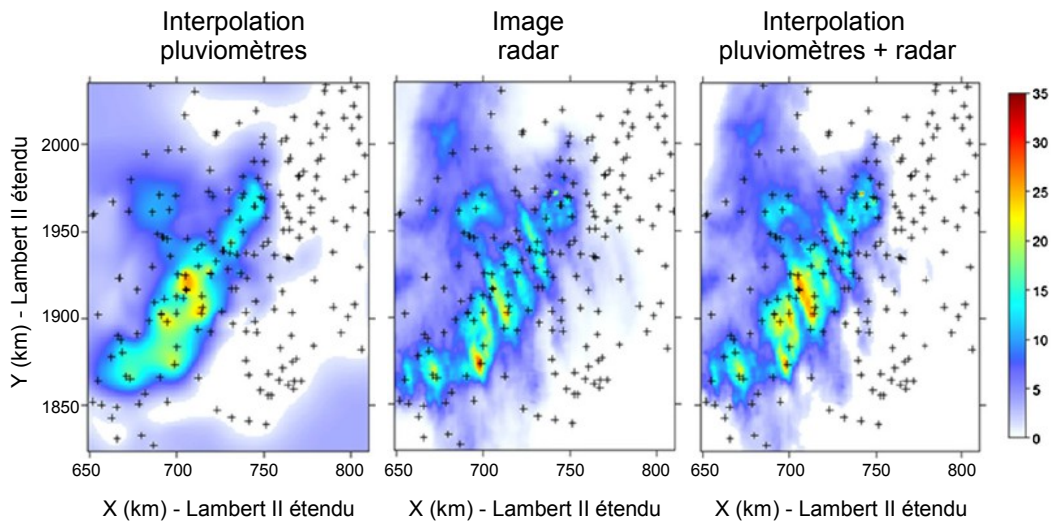 Interpolation
pluviomètres
Image
radar
Interpolation
pluviomètres + radar
Y (km) - Lambert II étendu
2000
1950
1900
1850
650 700 750 800
650 700 750 800
650 700 750 800
X (km) - Lambert II étendu
X (km) - Lambert II étendu
X (km) - Lambert II étendu
35
30
25
20
15
10
5
0